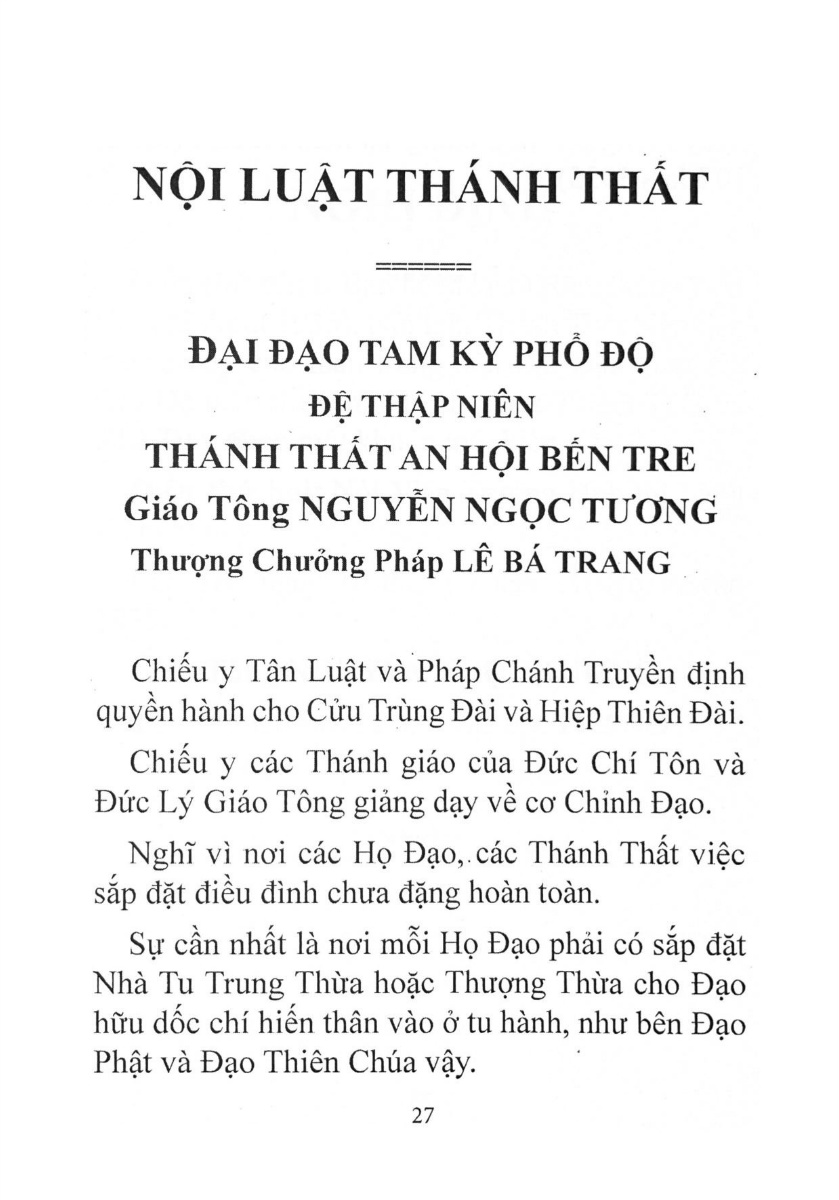 NỘI LUẬT THÁNH THẤT
======
ĐẠI ĐẠO TAM KỲ PHỔ ĐỘ
ĐỆ THẬP NIÊN
THÁNH THẤT AN HỘI BẾN TRE
Giáo Tông NGUYỄN NGỌC TƯƠNG
Thượng Chưởng Pháp LÊ BÁ TRANG
Chiếu y Tân Luật và Pháp Chánh Truyền định
quyền hành cho Cửu Trùng Đài và Hiệp Thiên Đài.
Chiếu y các Thánh giáo của Đức Chí Tôn và
Đức Lý Giáo Tông giảng dạy về cơ Chỉnh Đạo.
Nghĩ vì nơi các Họ Đạo, các Thánh Thất việc
sắp đặt điều đình chưa đặng hoàn toàn.
Sự cần nhất là nơi mỗi Họ Đạo phải có sắp đặt
Nhà Tu Trung Thừa hoặc Thượng Thừa cho Đạo
hữu dốc chí hiến thân vào ở tu hành, như bên Đạo
Phật và Đạo Thiên Chúa vậy.
27